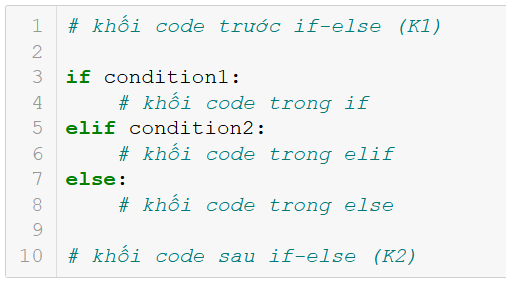 1 # khối code trước if-else (K1)
2
3 if condition1:
4     # khối code trong if
5 elif condition2:
6     # khối code trong elif
7 else:
8     # khối code trong else
9
10 # khối code sau if-else (K2)